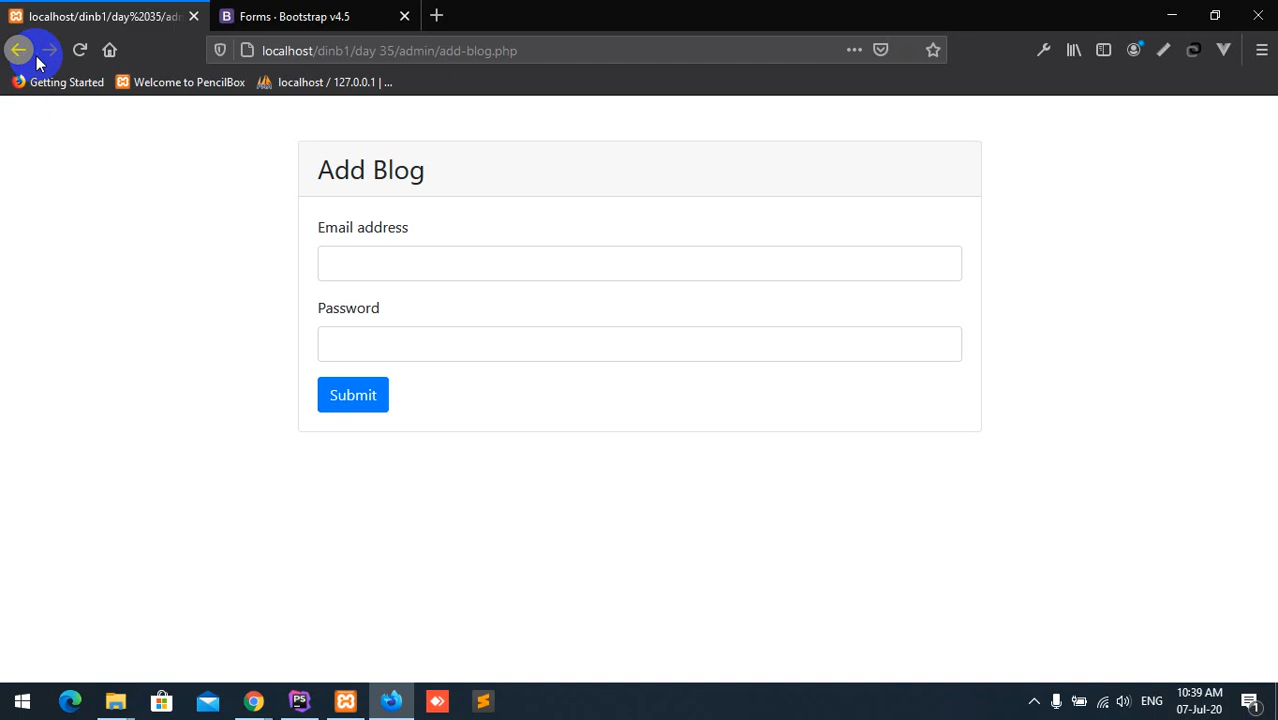 localhost/dinb1/day%2035/adm
Forms · Bootstrap v4.5
localhost/dinb1/day 35/admin/add-blog.php
Getting Started
Welcome to PencilBox
localhost / 127.0.0.1 | ...
Add Blog
Email address
Password
Submit
ENG
10:39 AM
07-Jul-20
1